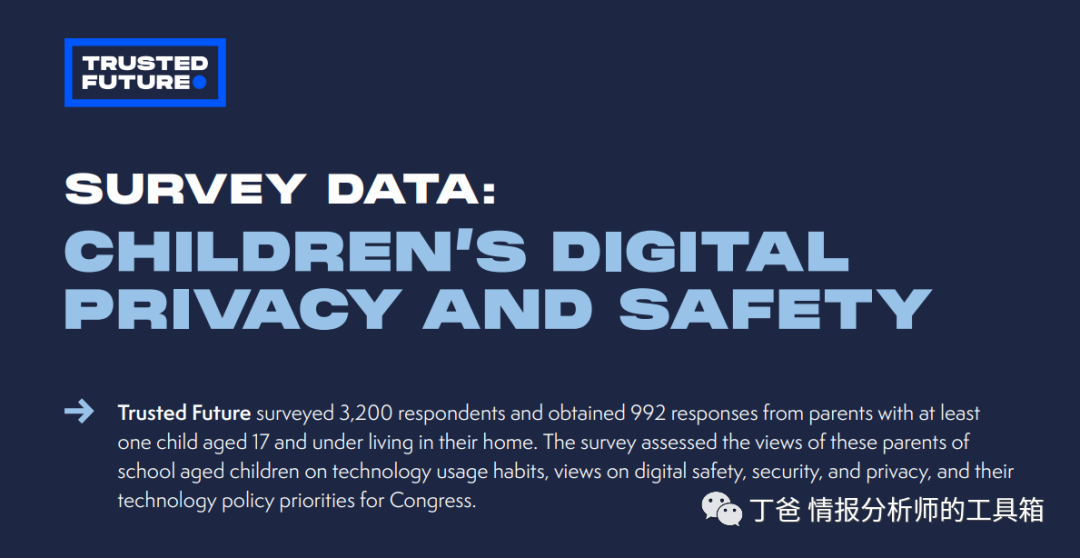 TRUSTED
FUTURE
SURVEY DATA:
CHILDREN'S DIGITAL
PRIVACY AND SAFETY
Trusted Future surveyed 3,200 respondents and obtained 992 responses from parents with at least
one child aged 17 and under living in their home. The survey assessed the views of these parents of
school aged children on technology usage habits, views on digital safety, security, and privacy, and their
technology policy priorities for Congress.
丁爸 情报分析师的工具箱